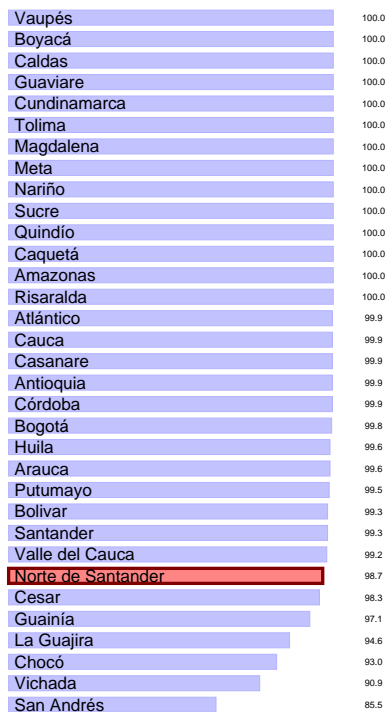 Vaupés 100.0
Boyacá 100.0
Caldas 100.0
Guaviare 100.0
Cundinamarca 100.0
Tolima 100.0
Magdalena 100.0
Meta 100.0
Nariño 100.0
Sucre 100.0
Quindío 100.0
Caquetá 100.0
Amazonas 100.0
Risaralda 100.0
Atlántico 99.9
Cauca 99.9
Casanare 99.9
Antioquia 99.9
Córdoba 99.9
Bogotá 99.8
Huila 99.6
Arauca 99.6
Putumayo 99.5
Bolivar 99.3
Santander 99.3
Valle del Cauca 99.2
Norte de Santander 98.7
Cesar 98.3
Guainía 97.1
La Guajira 94.6
Chocó 93.0
Vichada 90.9
San Andrés 85.5